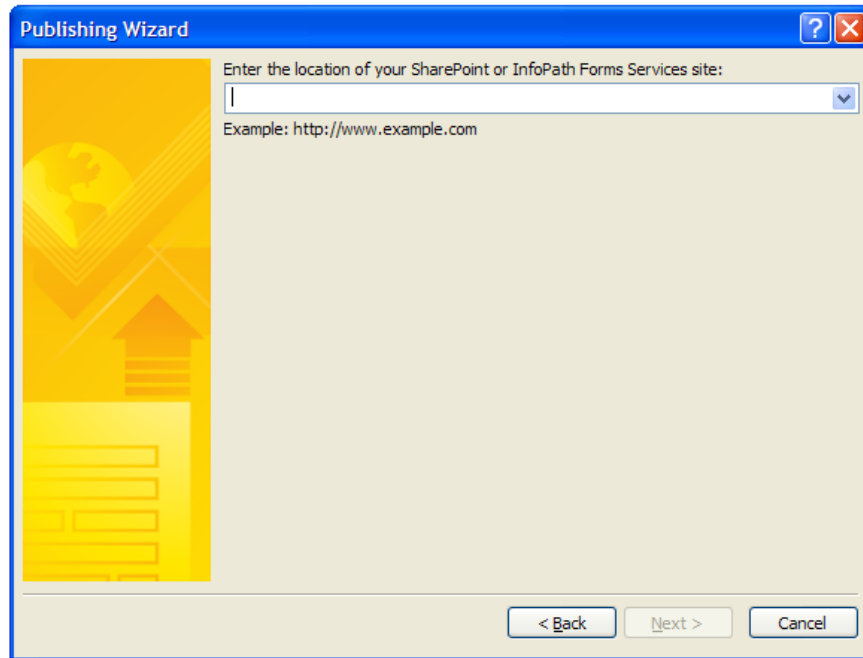 Publishing Wizard
Enter the location of your SharePoint or InfoPath Forms Services site:
Example: http://www.example.com
< Back Next > Cancel